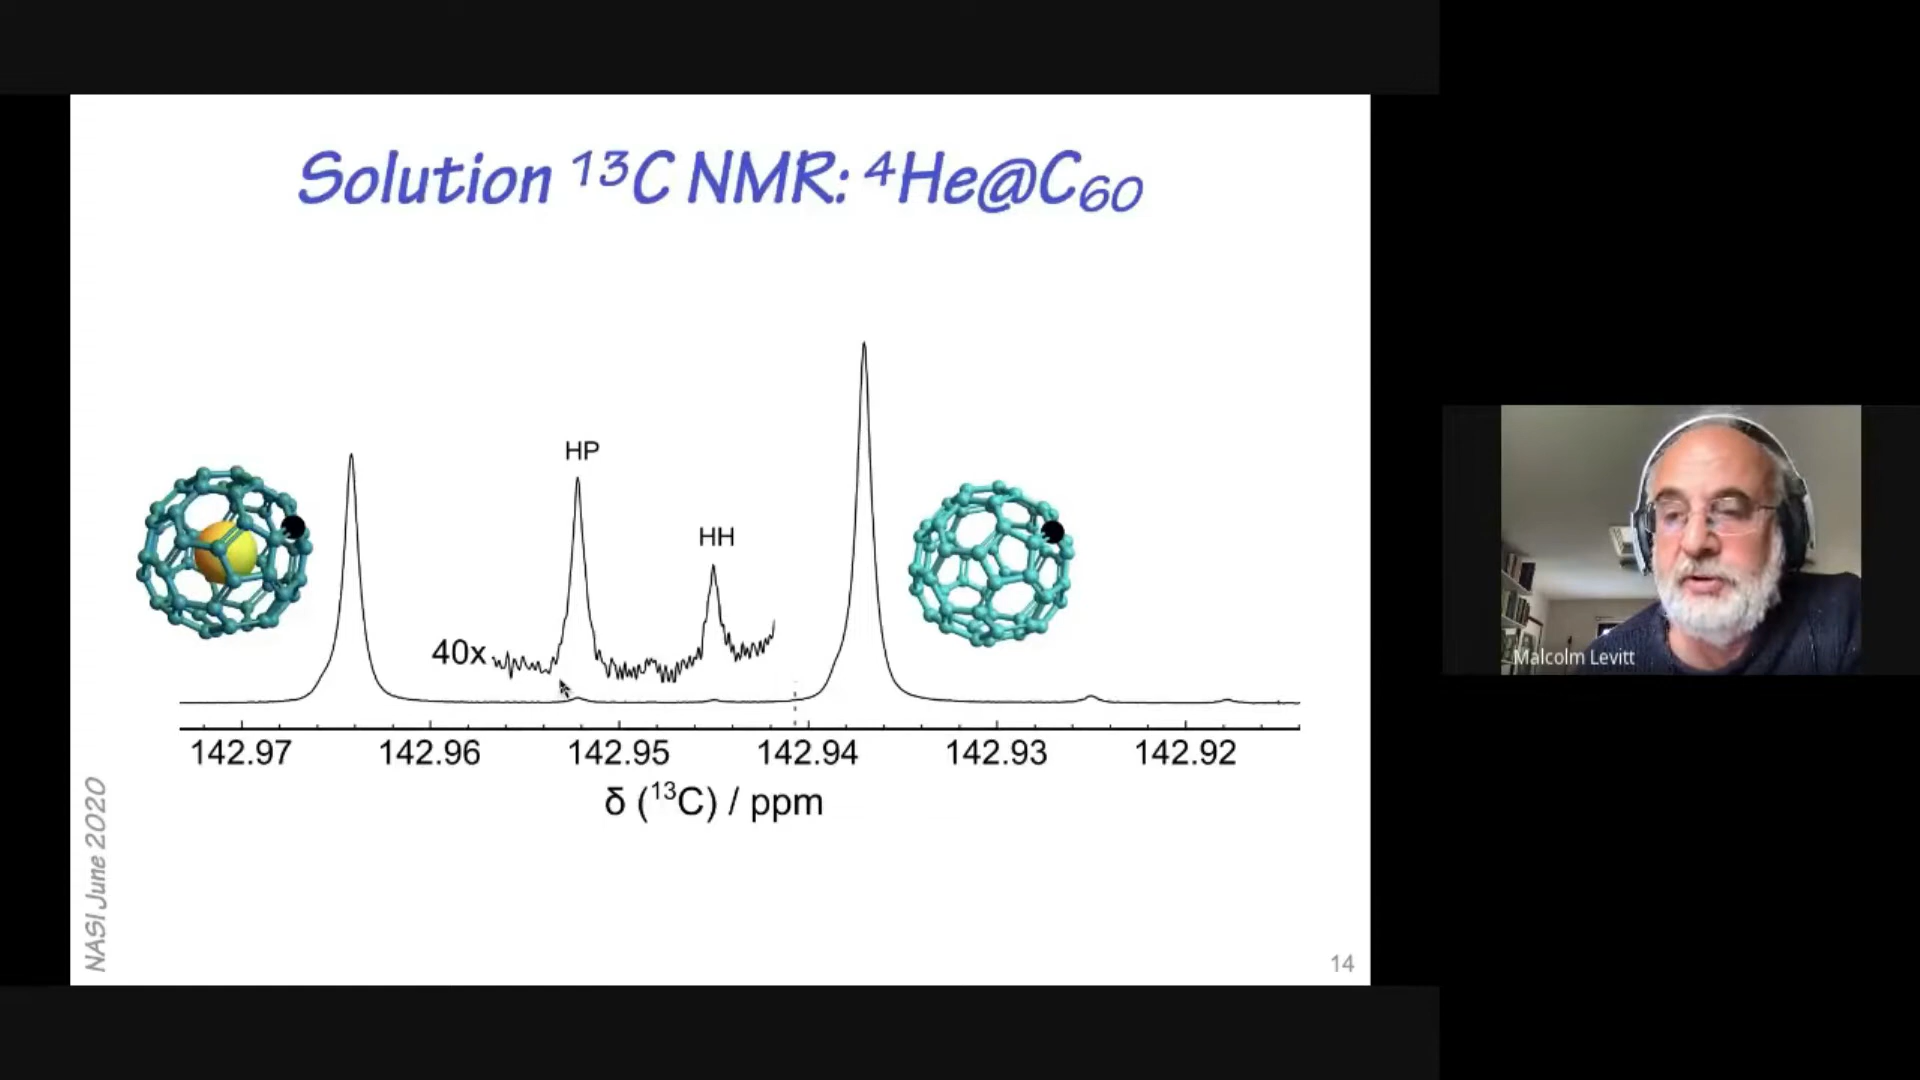 Solution ¹³C NMR: ⁴He@C₆₀
HP
HH
40x
142.97 142.96 142.95 142.94 142.93 142.92
δ (¹³C) / ppm
NASI June 2020
14
Malcolm Levitt